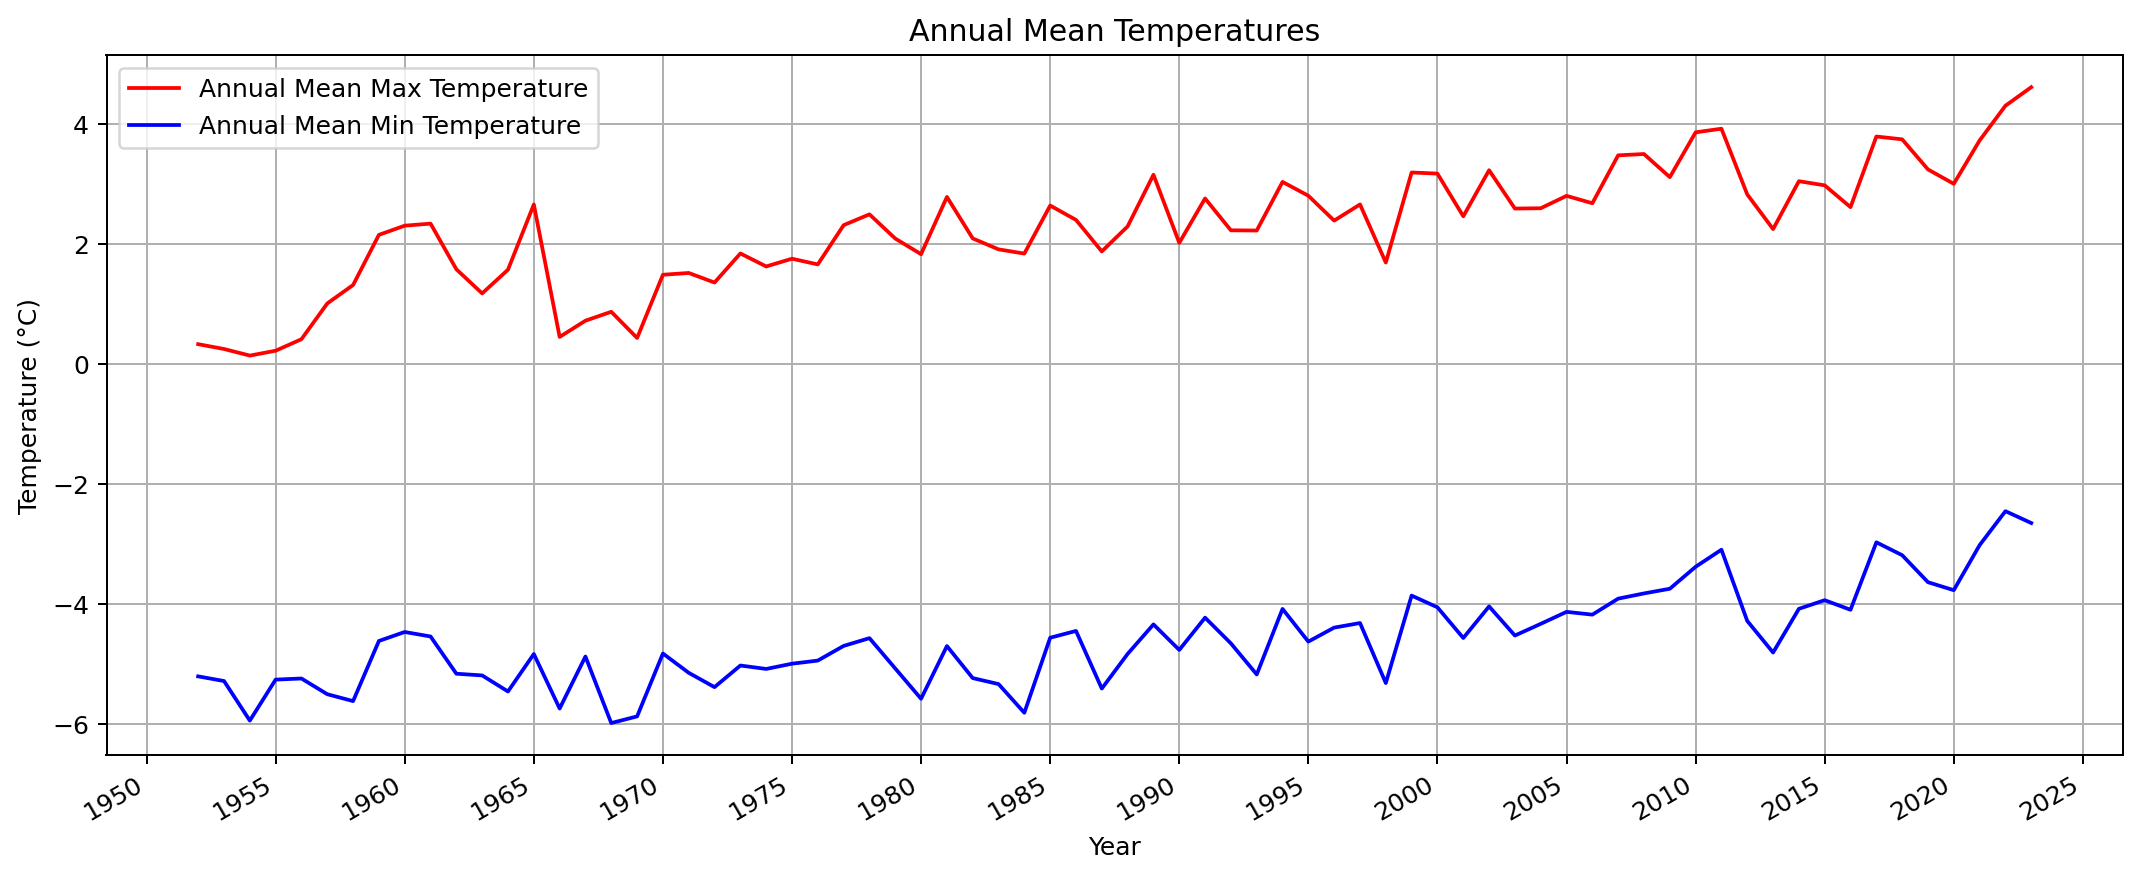 Annual Mean Temperatures
Annual Mean Max Temperature
Annual Mean Min Temperature
Temperature (°C)
4
2
0
−2
−4
−6
1950 1955 1960 1965 1970 1975 1980 1985 1990 1995 2000 2005 2010 2015 2020 2025
Year